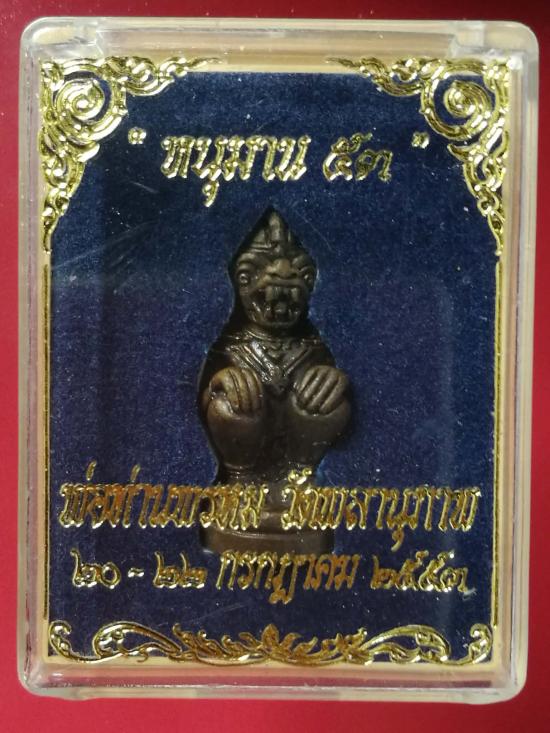 " หนุมาน ๕๓ "
พ่อท่านพรหม วัดพลานุภาพ
๒๐ - ๒๒ กรกฎาคม ๒๕๕๓